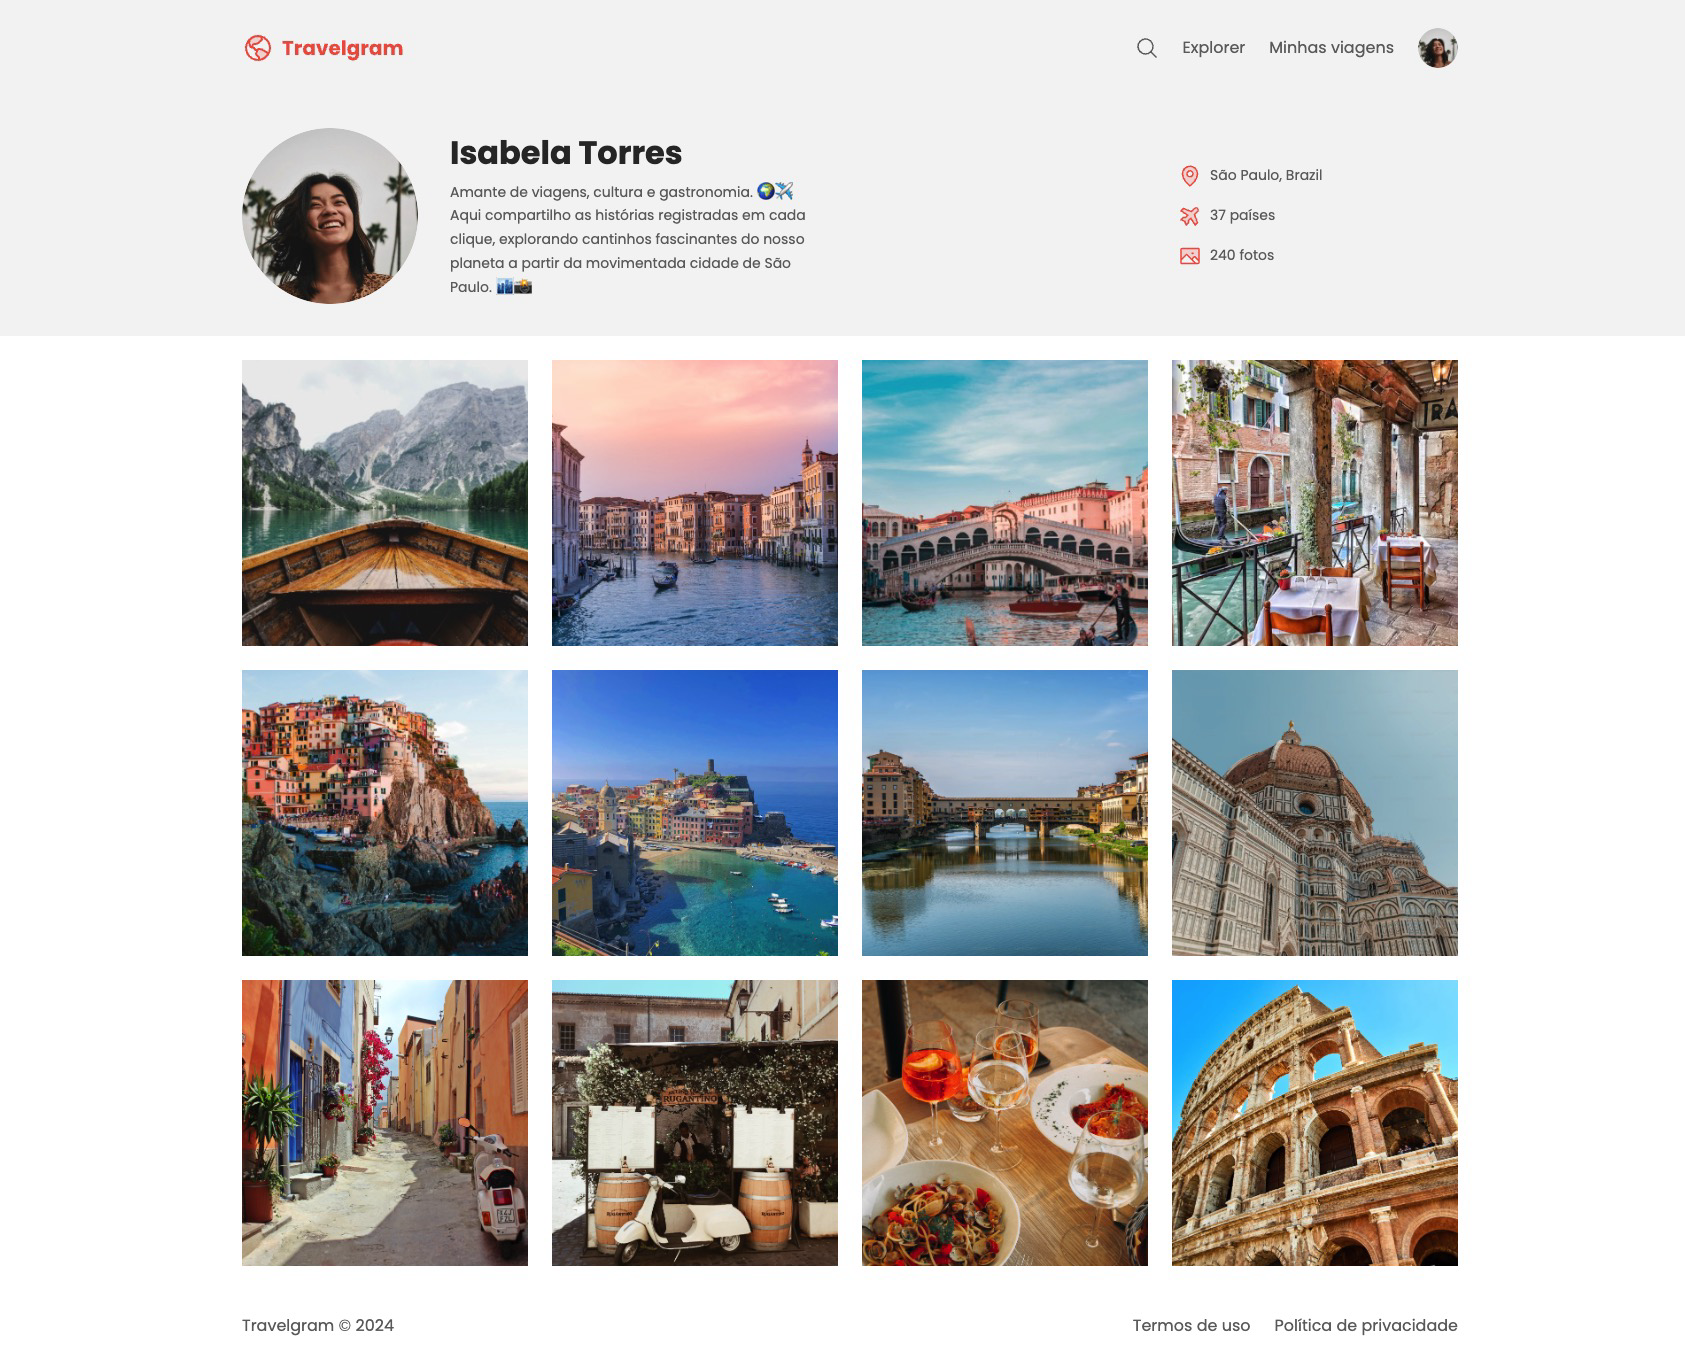 Travelgram
Explorer
Minhas viagens
Isabela Torres
Amante de viagens, cultura e gastronomia. 🌍✈️
Aqui compartilho as histórias registradas em cada
clique, explorando cantinhos fascinantes do nosso
planeta a partir da movimentada cidade de São
Paulo. 🏙️📸
São Paulo, Brazil
37 países
240 fotos
TRA
RUGANTINO
Travelgram © 2024
Termos de uso
Política de privacidade